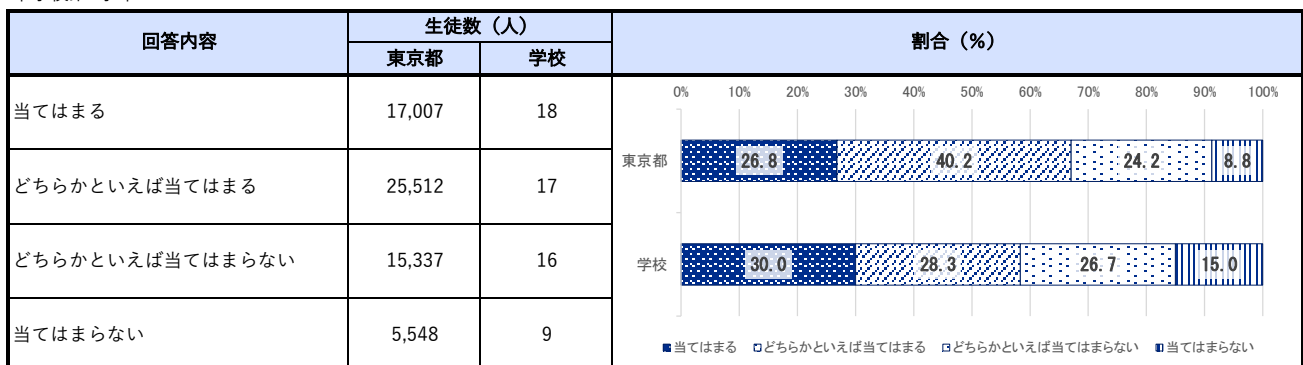 回答内容 生徒数（人） 割合（%）
東京都 学校
当てはまる 17,007 18
どちらかといえば当てはまる 25,512 17
どちらかといえば当てはまらない 15,337 16
当てはまらない 5,548 9
0% 10% 20% 30% 40% 50% 60% 70% 80% 90% 100%
東京都 26.8 40.2 24.2 8.8
学校 30.0 28.3 26.7 15.0
当てはまる どちらかといえば当てはまる どちらかといえば当てはまらない 当てはまらない